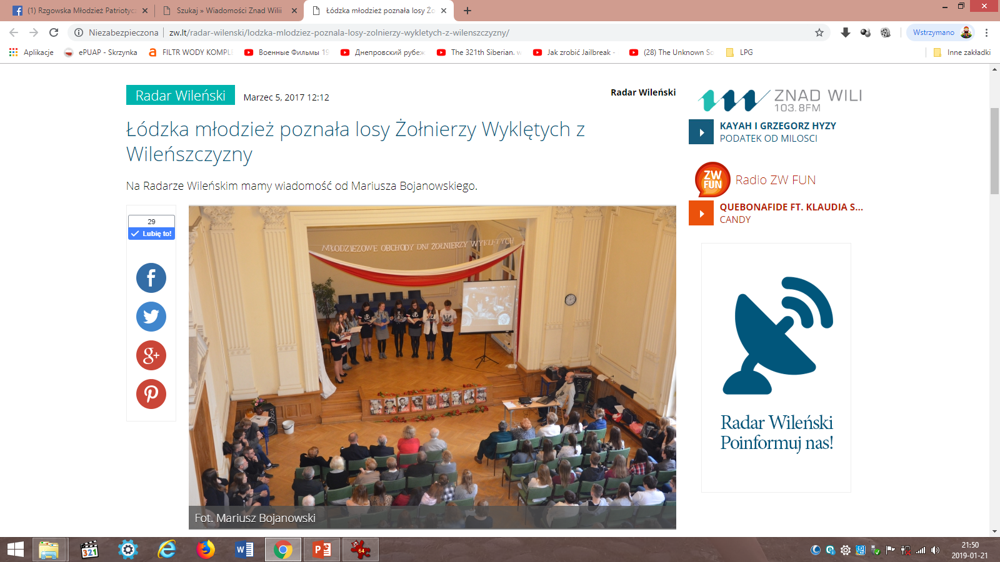 (1) Rzgowska Młodzież Patriotycz
Szukaj » Wiadomości Znad Wilii
Łódzka młodzież poznała losy Żo
Niezabezpieczona
zw.lt/radar-wilenski/lodzka-mlodziez-poznala-losy-zolnierzy-wykletych-z-wilenszczyzny/
Wstrzymano
Aplikacje
ePUAP - Skrzynka
FILTR WODY KOMPLE
Военные Фильмы 19
Днепровский рубеж
The 321th Siberian. w
Jak zrobić Jailbreak -
(28) The Unknown So
LPG
Inne zakładki
Radar Wileński
Marzec 5, 2017 12:12
Radar Wileński
Łódzka młodzież poznała losy Żołnierzy Wyklętych z
Wileńszczyzny
Na Radarze Wileńskim mamy wiadomość od Mariusza Bojanowskiego.
29
Lubię to!
MŁODZIEŻOWE OBCHODY DNI ŻOŁNIERZY WYKLĘTYCH
Fot. Mariusz Bojanowski
ZNAD WILI
103.8FM
KAYAH I GRZEGORZ HYZY
PODATEK OD MILOSCI
ZW
FUN
Radio ZW FUN
QUEBONAFIDE FT. KLAUDIA S...
CANDY
Radar Wileński
Poinformuj nas!
321
64
21:50
2019-01-21